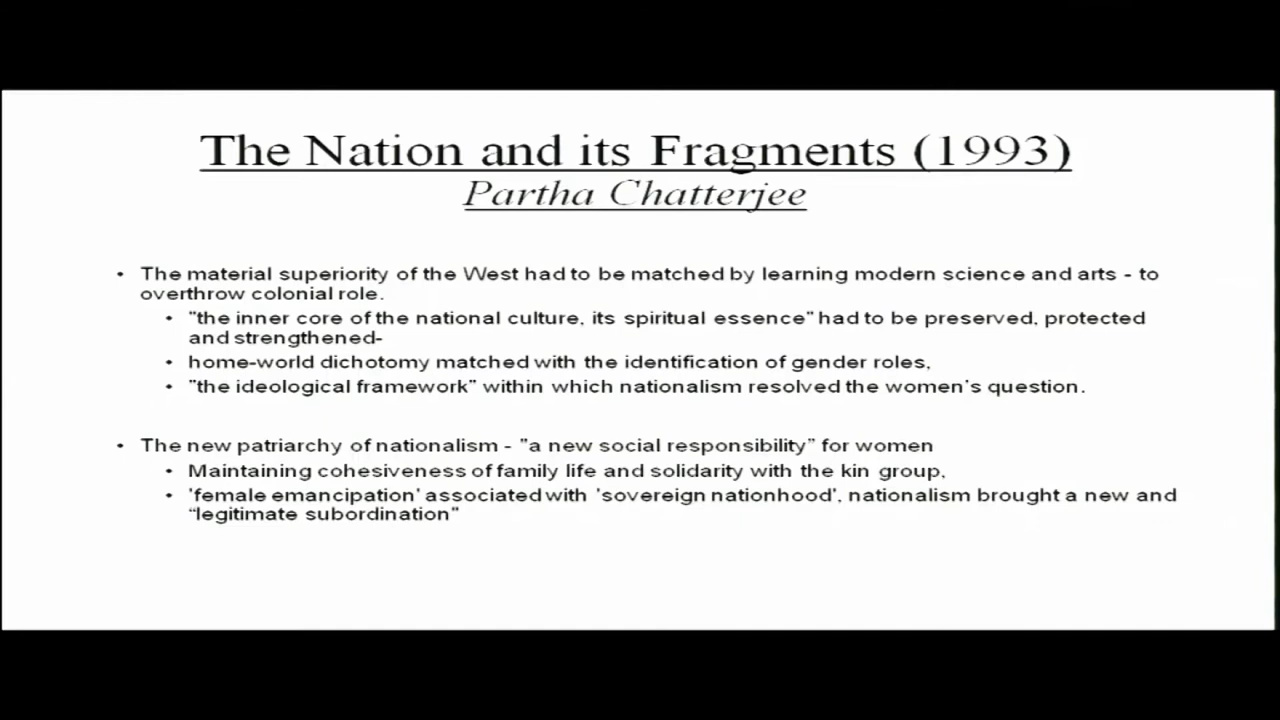 The Nation and its Fragments (1993)
Partha Chatterjee
• The material superiority of the West had to be matched by learning modern science and arts - to
overthrow colonial role.
• "the inner core of the national culture, its spiritual essence" had to be preserved, protected
and strengthened-
• home-world dichotomy matched with the identification of gender roles,
• "the ideological framework" within which nationalism resolved the women's question.
• The new patriarchy of nationalism - "a new social responsibility" for women
• Maintaining cohesiveness of family life and solidarity with the kin group,
• 'female emancipation' associated with 'sovereign nationhood', nationalism brought a new and
“legitimate subordination”